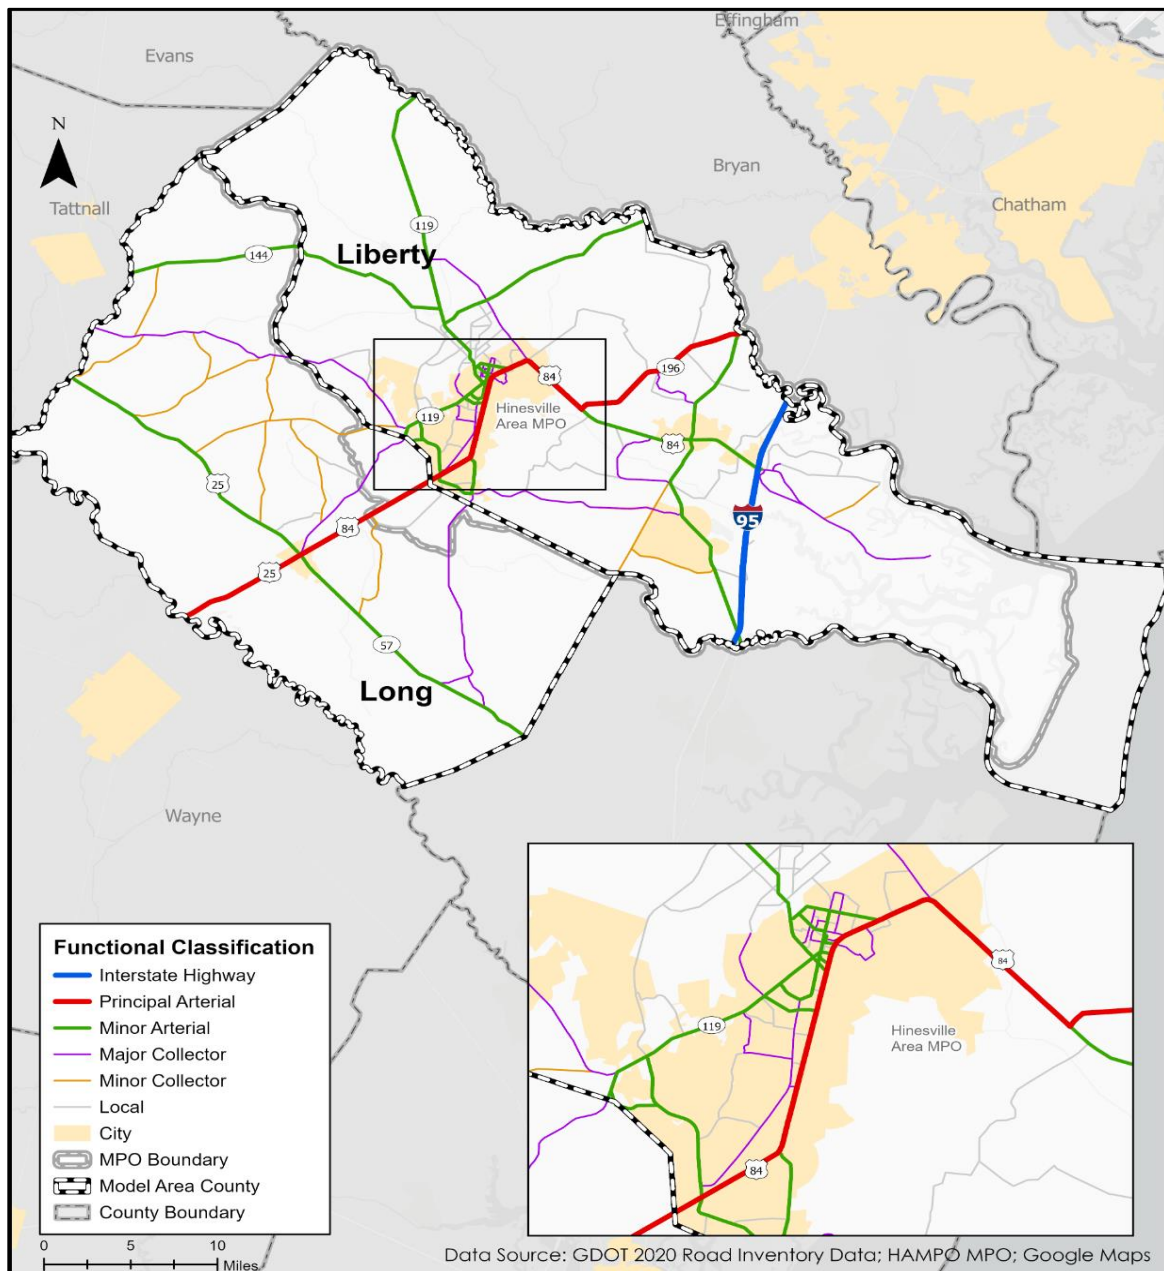 Effingham
Evans
N
Bryan
Tattnall
Chatham
119
Liberty
144
196
84
119
Hinesville
Area MPO
84
25
95
84
25
57
Long
Wayne
Functional Classification
Interstate Highway
Principal Arterial
Minor Arterial
Major Collector
Minor Collector
Local
City
MPO Boundary
Model Area County
County Boundary
0 5 10
Miles
84
119
Hinesville
Area MPO
84
Data Source: GDOT 2020 Road Inventory Data; HAMPO MPO; Google Maps